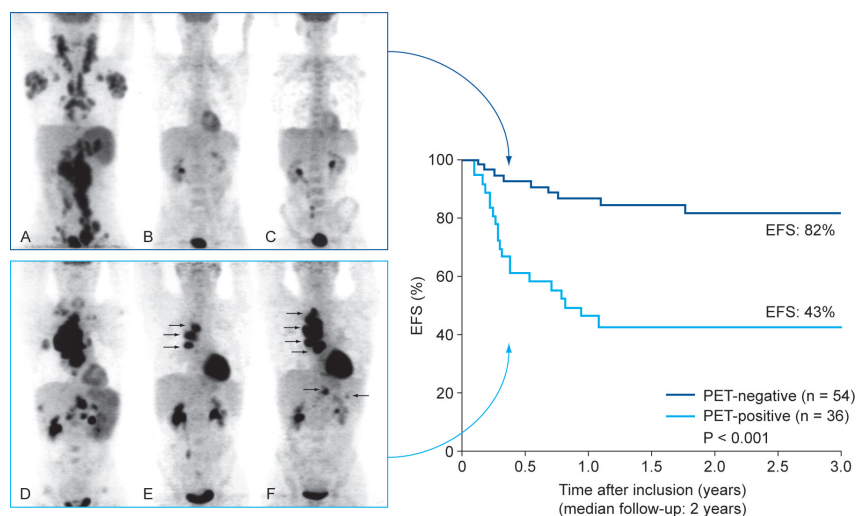 A
B
C
D
E
F
100
80
60
40
20
0
EFS (%)
EFS: 82%
EFS: 43%
PET-negative (n = 54)
PET-positive (n = 36)
P < 0.001
0
0.5
1.0
1.5
2.0
3.0
Time after inclusion (years)
(median follow-up: 2 years)